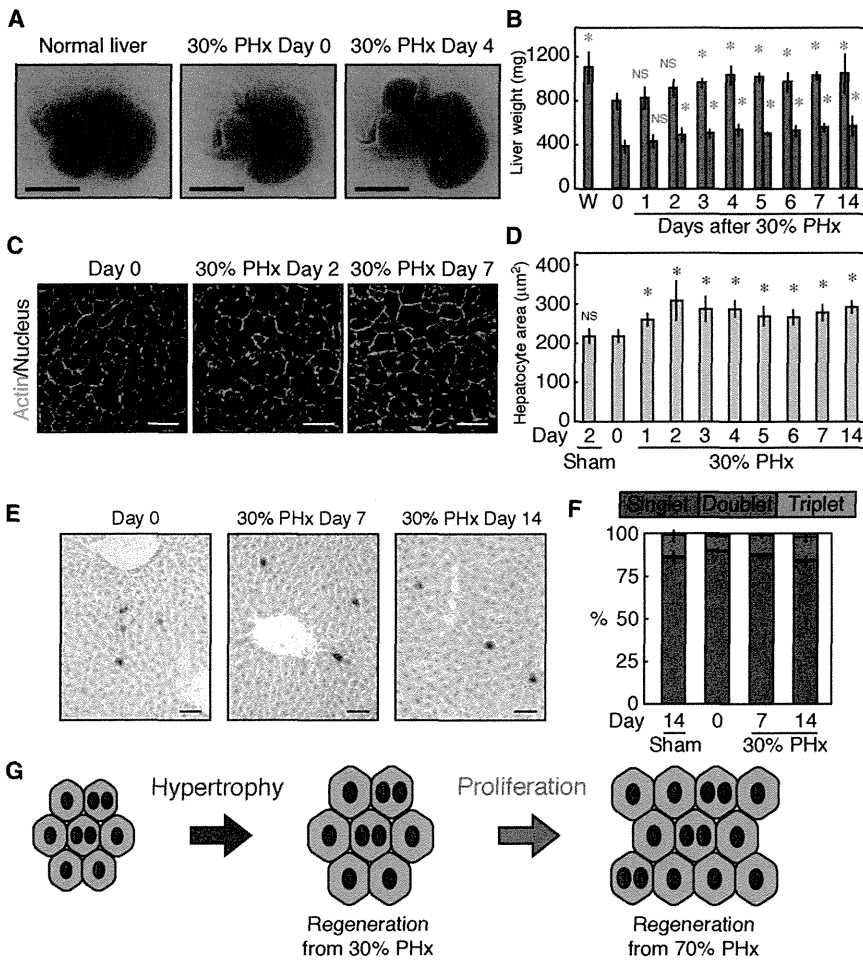 A
Normal liver
30% PHx Day 0
30% PHx Day 4
B
Liver weight (mg)
1200
800
400
0
*
NS
NS
NS
*
*
*
*
*
*
*
*
*
*
*
*
*
W 0 1 2 3 4 5 6 7 14
Days after 30% PHx
C
Day 0
30% PHx Day 2
30% PHx Day 7
Actin/Nucleus
D
Hepatocyte area (μm²)
400
300
200
100
0
NS
*
*
*
*
*
*
*
*
Day 2 0 1 2 3 4 5 6 7 14
Sham
30% PHx
E
Day 0
30% PHx Day 7
30% PHx Day 14
F
Singlet Doublet Triplet
100
75
50
25
0
%
Day 14 0 7 14
Sham
30% PHx
G
Hypertrophy
Proliferation
Regeneration
from 30% PHx
Regeneration
from 70% PHx